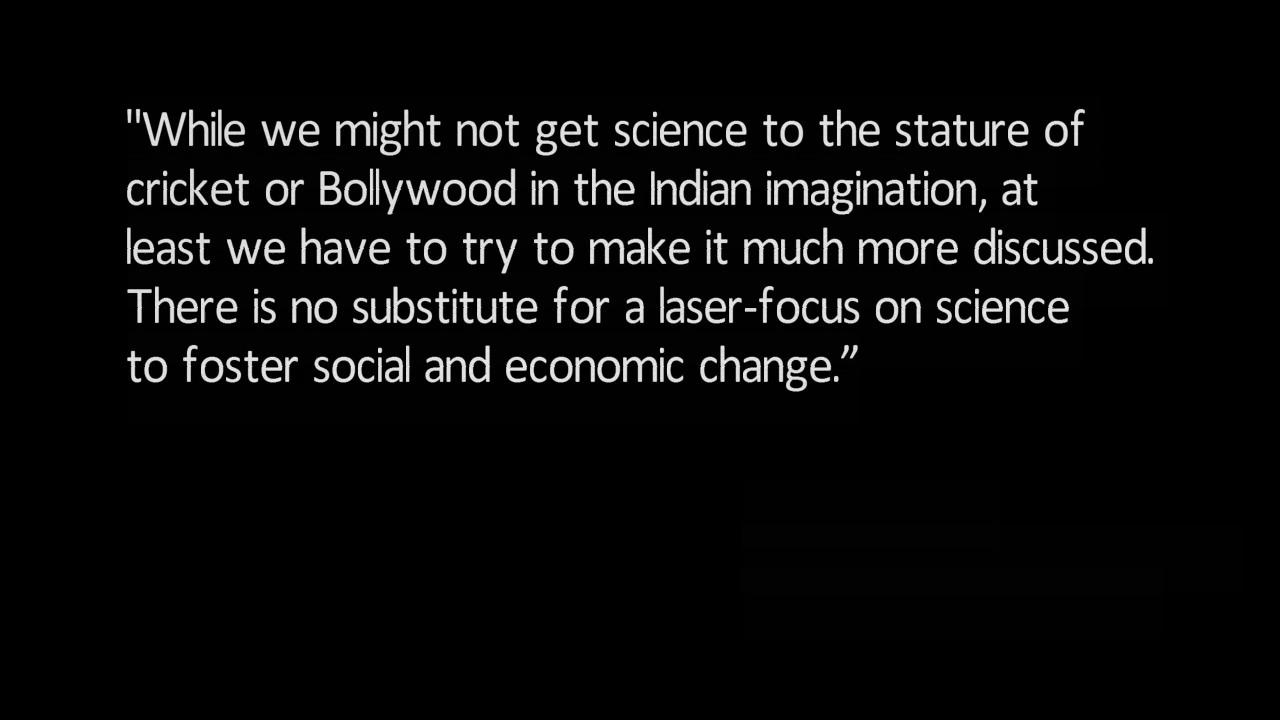 "While we might not get science to the stature of
cricket or Bollywood in the Indian imagination, at
least we have to try to make it much more discussed.
There is no substitute for a laser-focus on science
to foster social and economic change.”